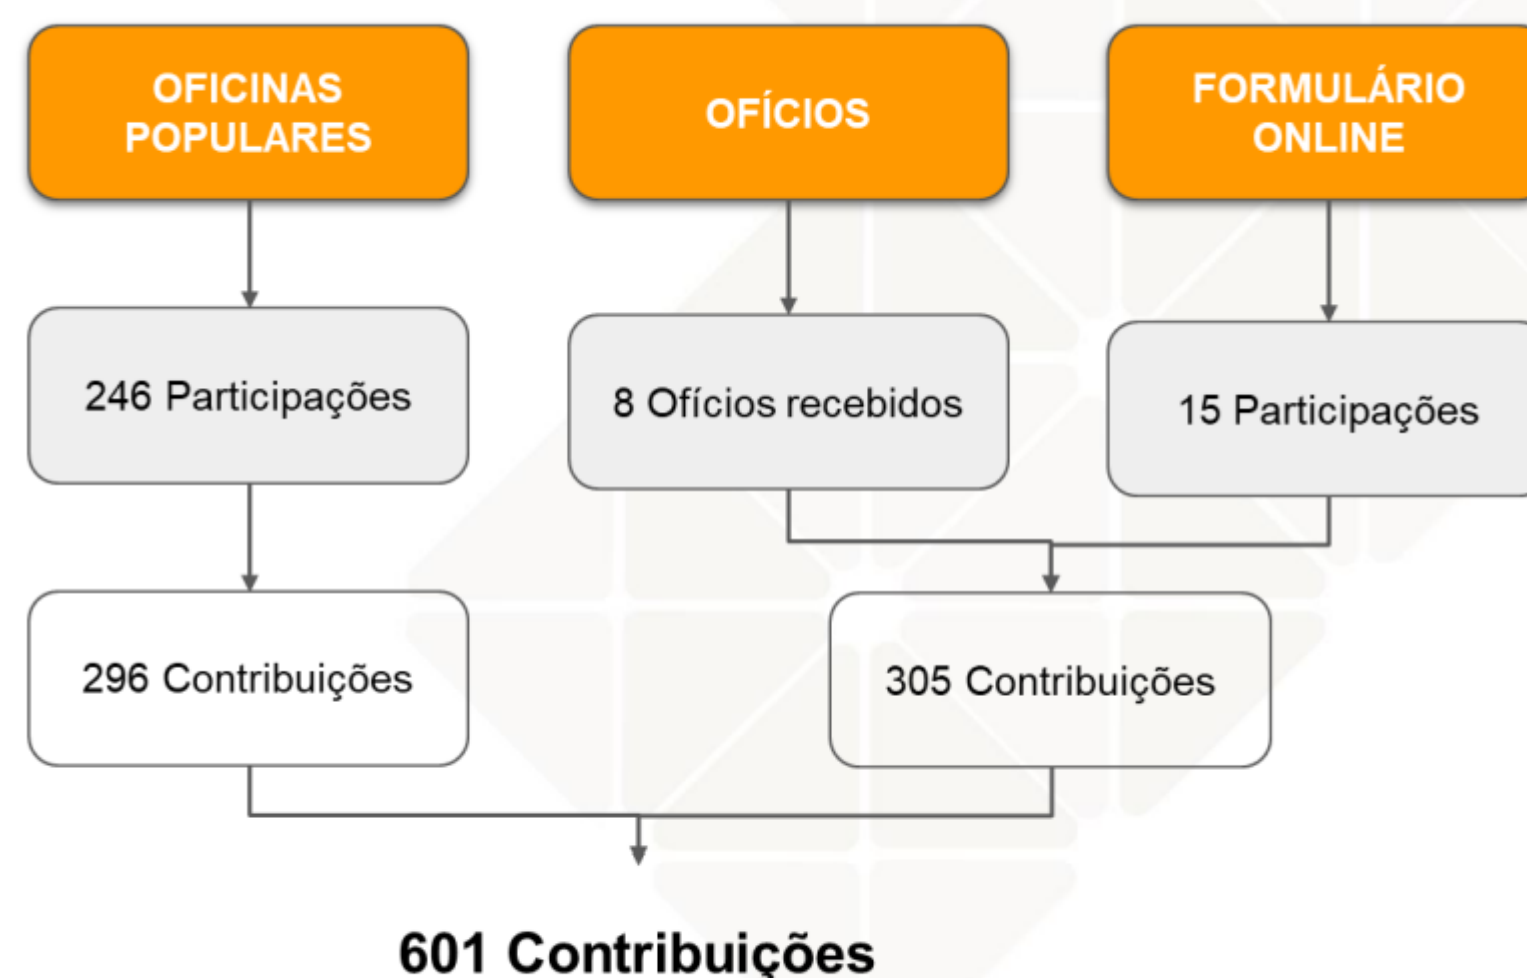 OFICINAS
POPULARES
OFÍCIOS
FORMULÁRIO
ONLINE
246 Participações
8 Ofícios recebidos
15 Participações
296 Contribuições
305 Contribuições
601 Contribuições